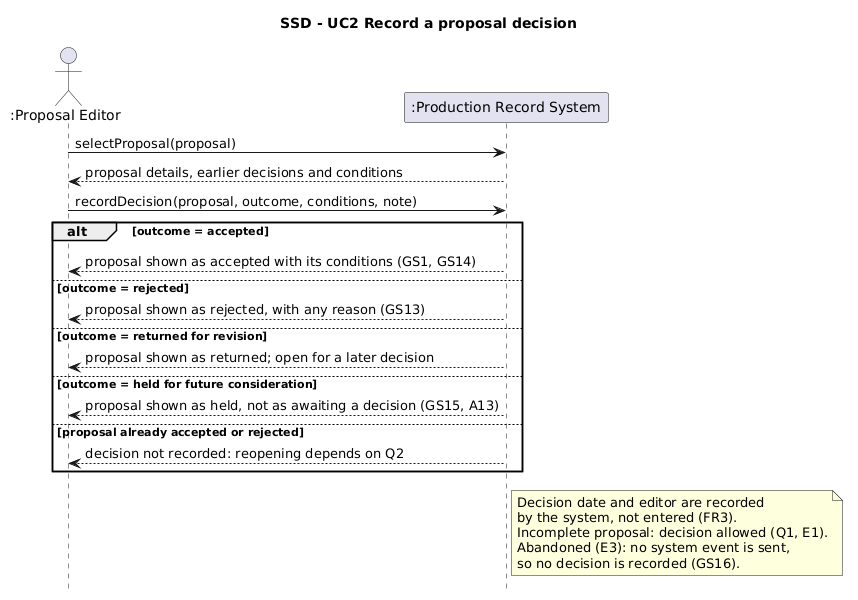 SSD - UC2 Record a proposal decision
:Proposal Editor
:Production Record System
selectProposal(proposal)
proposal details, earlier decisions and conditions
recordDecision(proposal, outcome, conditions, note)
alt [outcome = accepted]
proposal shown as accepted with its conditions (GS1, GS14)
[outcome = rejected]
proposal shown as rejected, with any reason (GS13)
[outcome = returned for revision]
proposal shown as returned; open for a later decision
[outcome = held for future consideration]
proposal shown as held, not as awaiting a decision (GS15, A13)
[proposal already accepted or rejected]
decision not recorded: reopening depends on Q2
Decision date and editor are recorded
by the system, not entered (FR3).
Incomplete proposal: decision allowed (Q1, E1).
Abandoned (E3): no system event is sent,
so no decision is recorded (GS16).